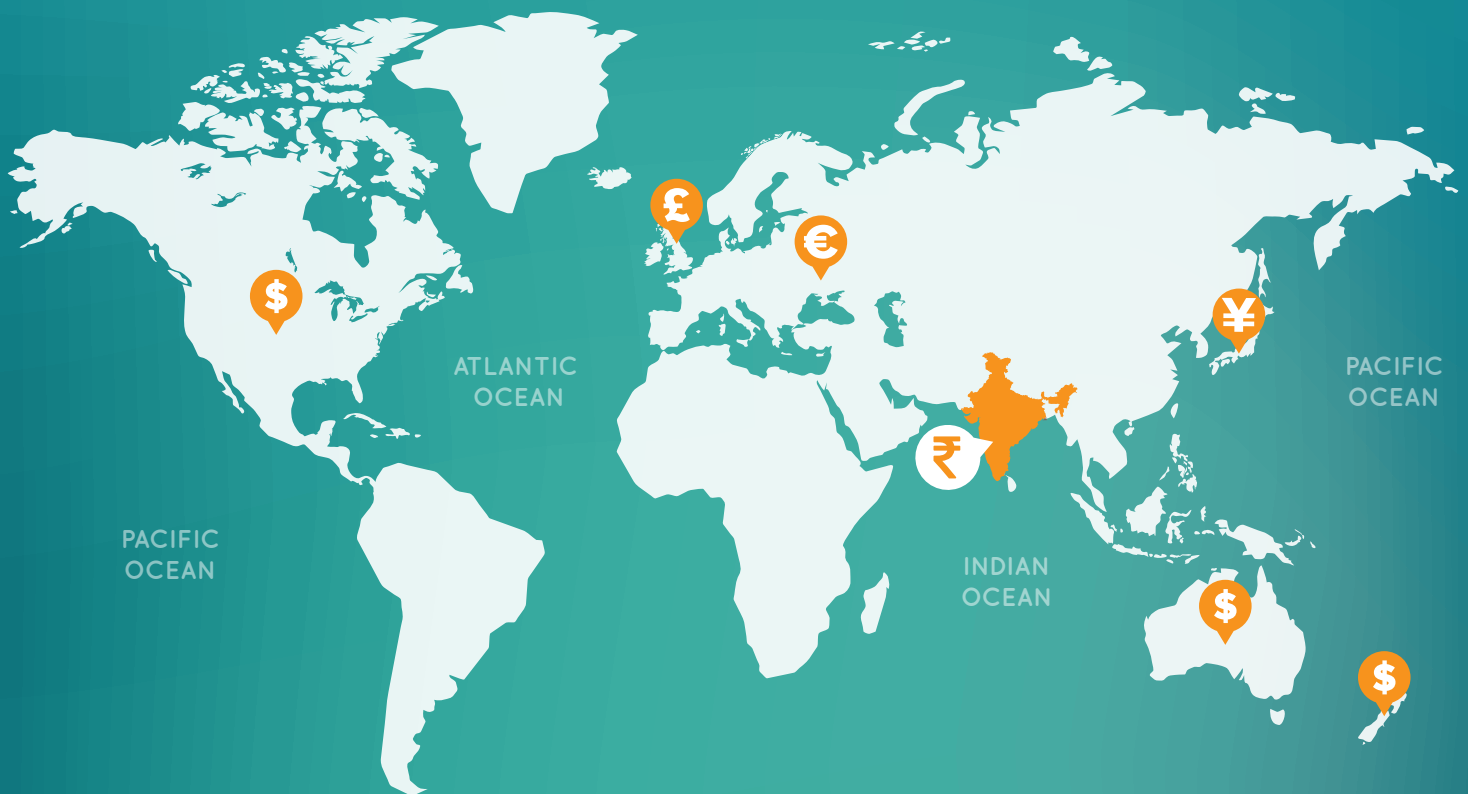 £
€
$
¥
ATLANTIC
OCEAN
PACIFIC
OCEAN
₹
PACIFIC
OCEAN
INDIAN
OCEAN
$
$